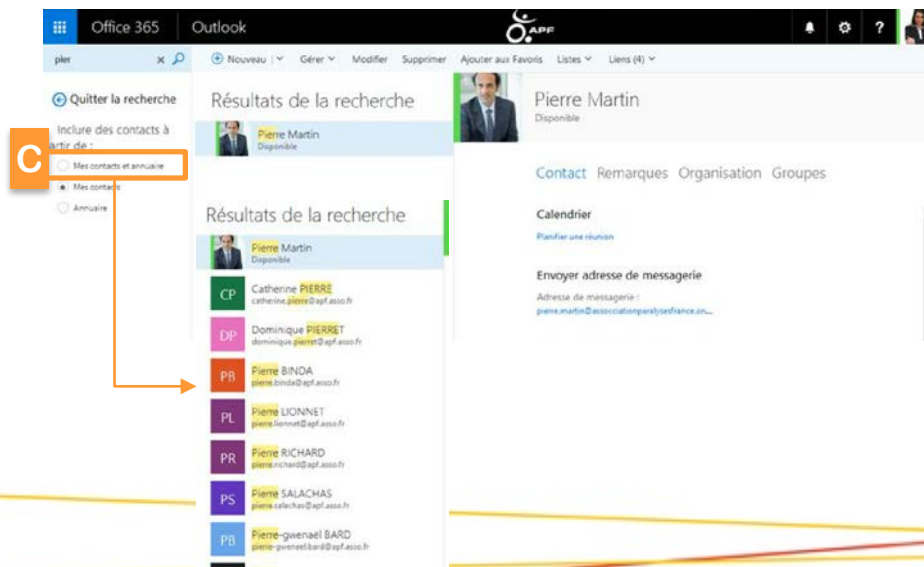 Office 365
Outlook
APF
?
pier
Nouveau
Gérer
Modifier
Supprimer
Ajouter aux Favoris
Listes
Liens (4)
Quitter la recherche
Inclure des contacts à
artir de :
C
Mes contacts et annuaire
Mes contacts
Annuaire
Résultats de la recherche
Pierre Martin
Disponible
Résultats de la recherche
Pierre Martin
Disponible
CP
Catherine PIERRE
catherine.pierre@apf.asso.fr
DP
Dominique PIERRET
dominique.pierret@apf.asso.fr
PB
Pierre BINDA
pierre.binda@apf.asso.fr
PL
Pierre LIONNET
pierre.lionnet@apf.asso.fr
PR
Pierre RICHARD
pierre.richard@apf.asso.fr
PS
Pierre SALACHAS
pierre.salachas@apf.asso.fr
PB
Pierre-gwenael BARD
pierre-gwenael.bard@apf.asso.fr
Pierre Martin
Disponible
Contact Remarques Organisation Groupes
Calendrier
Planifier une réunion
Envoyer adresse de messagerie
Adresse de messagerie :